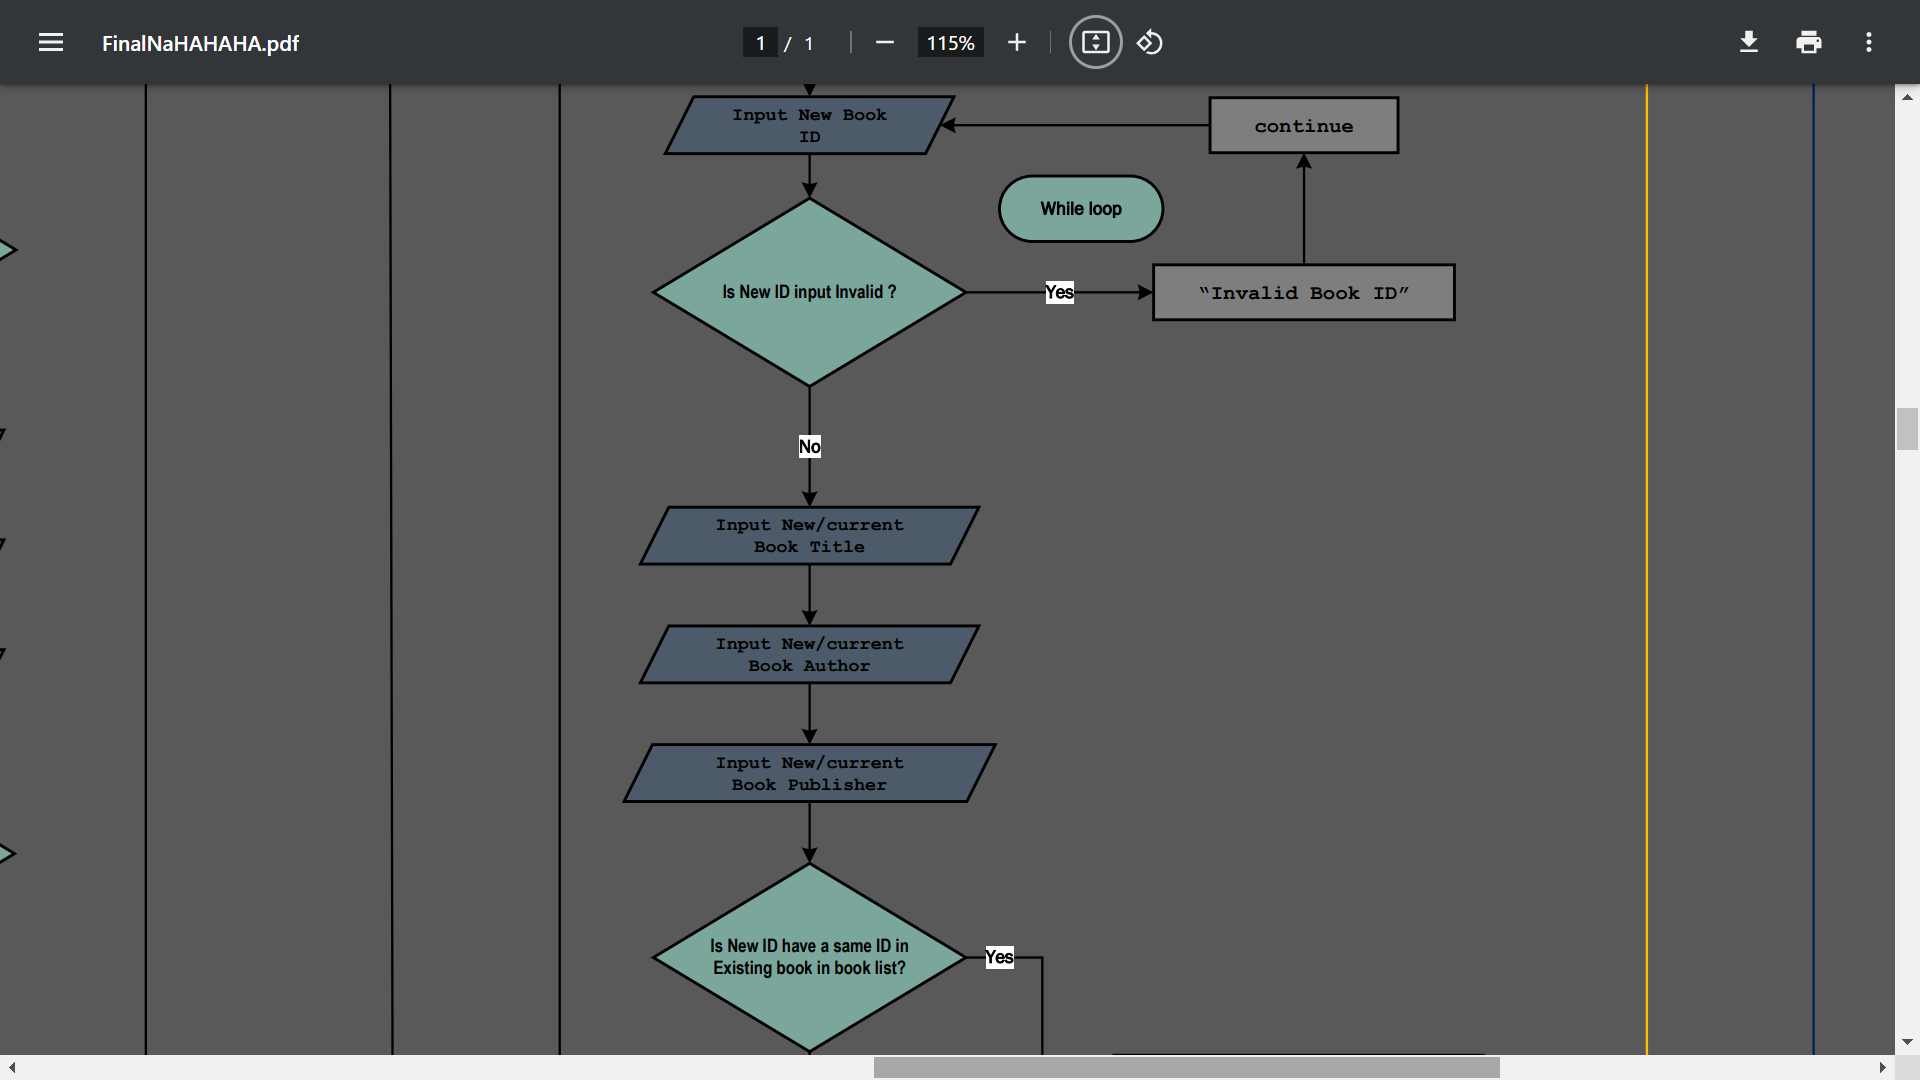 FinalNaHAHAHA.pdf
1 / 1
115%
Input New Book
ID
continue
While loop
Is New ID input Invalid ?
Yes
“Invalid Book ID”
No
Input New/current
Book Title
Input New/current
Book Author
Input New/current
Book Publisher
Is New ID have a same ID in
Existing book in book list?
Yes